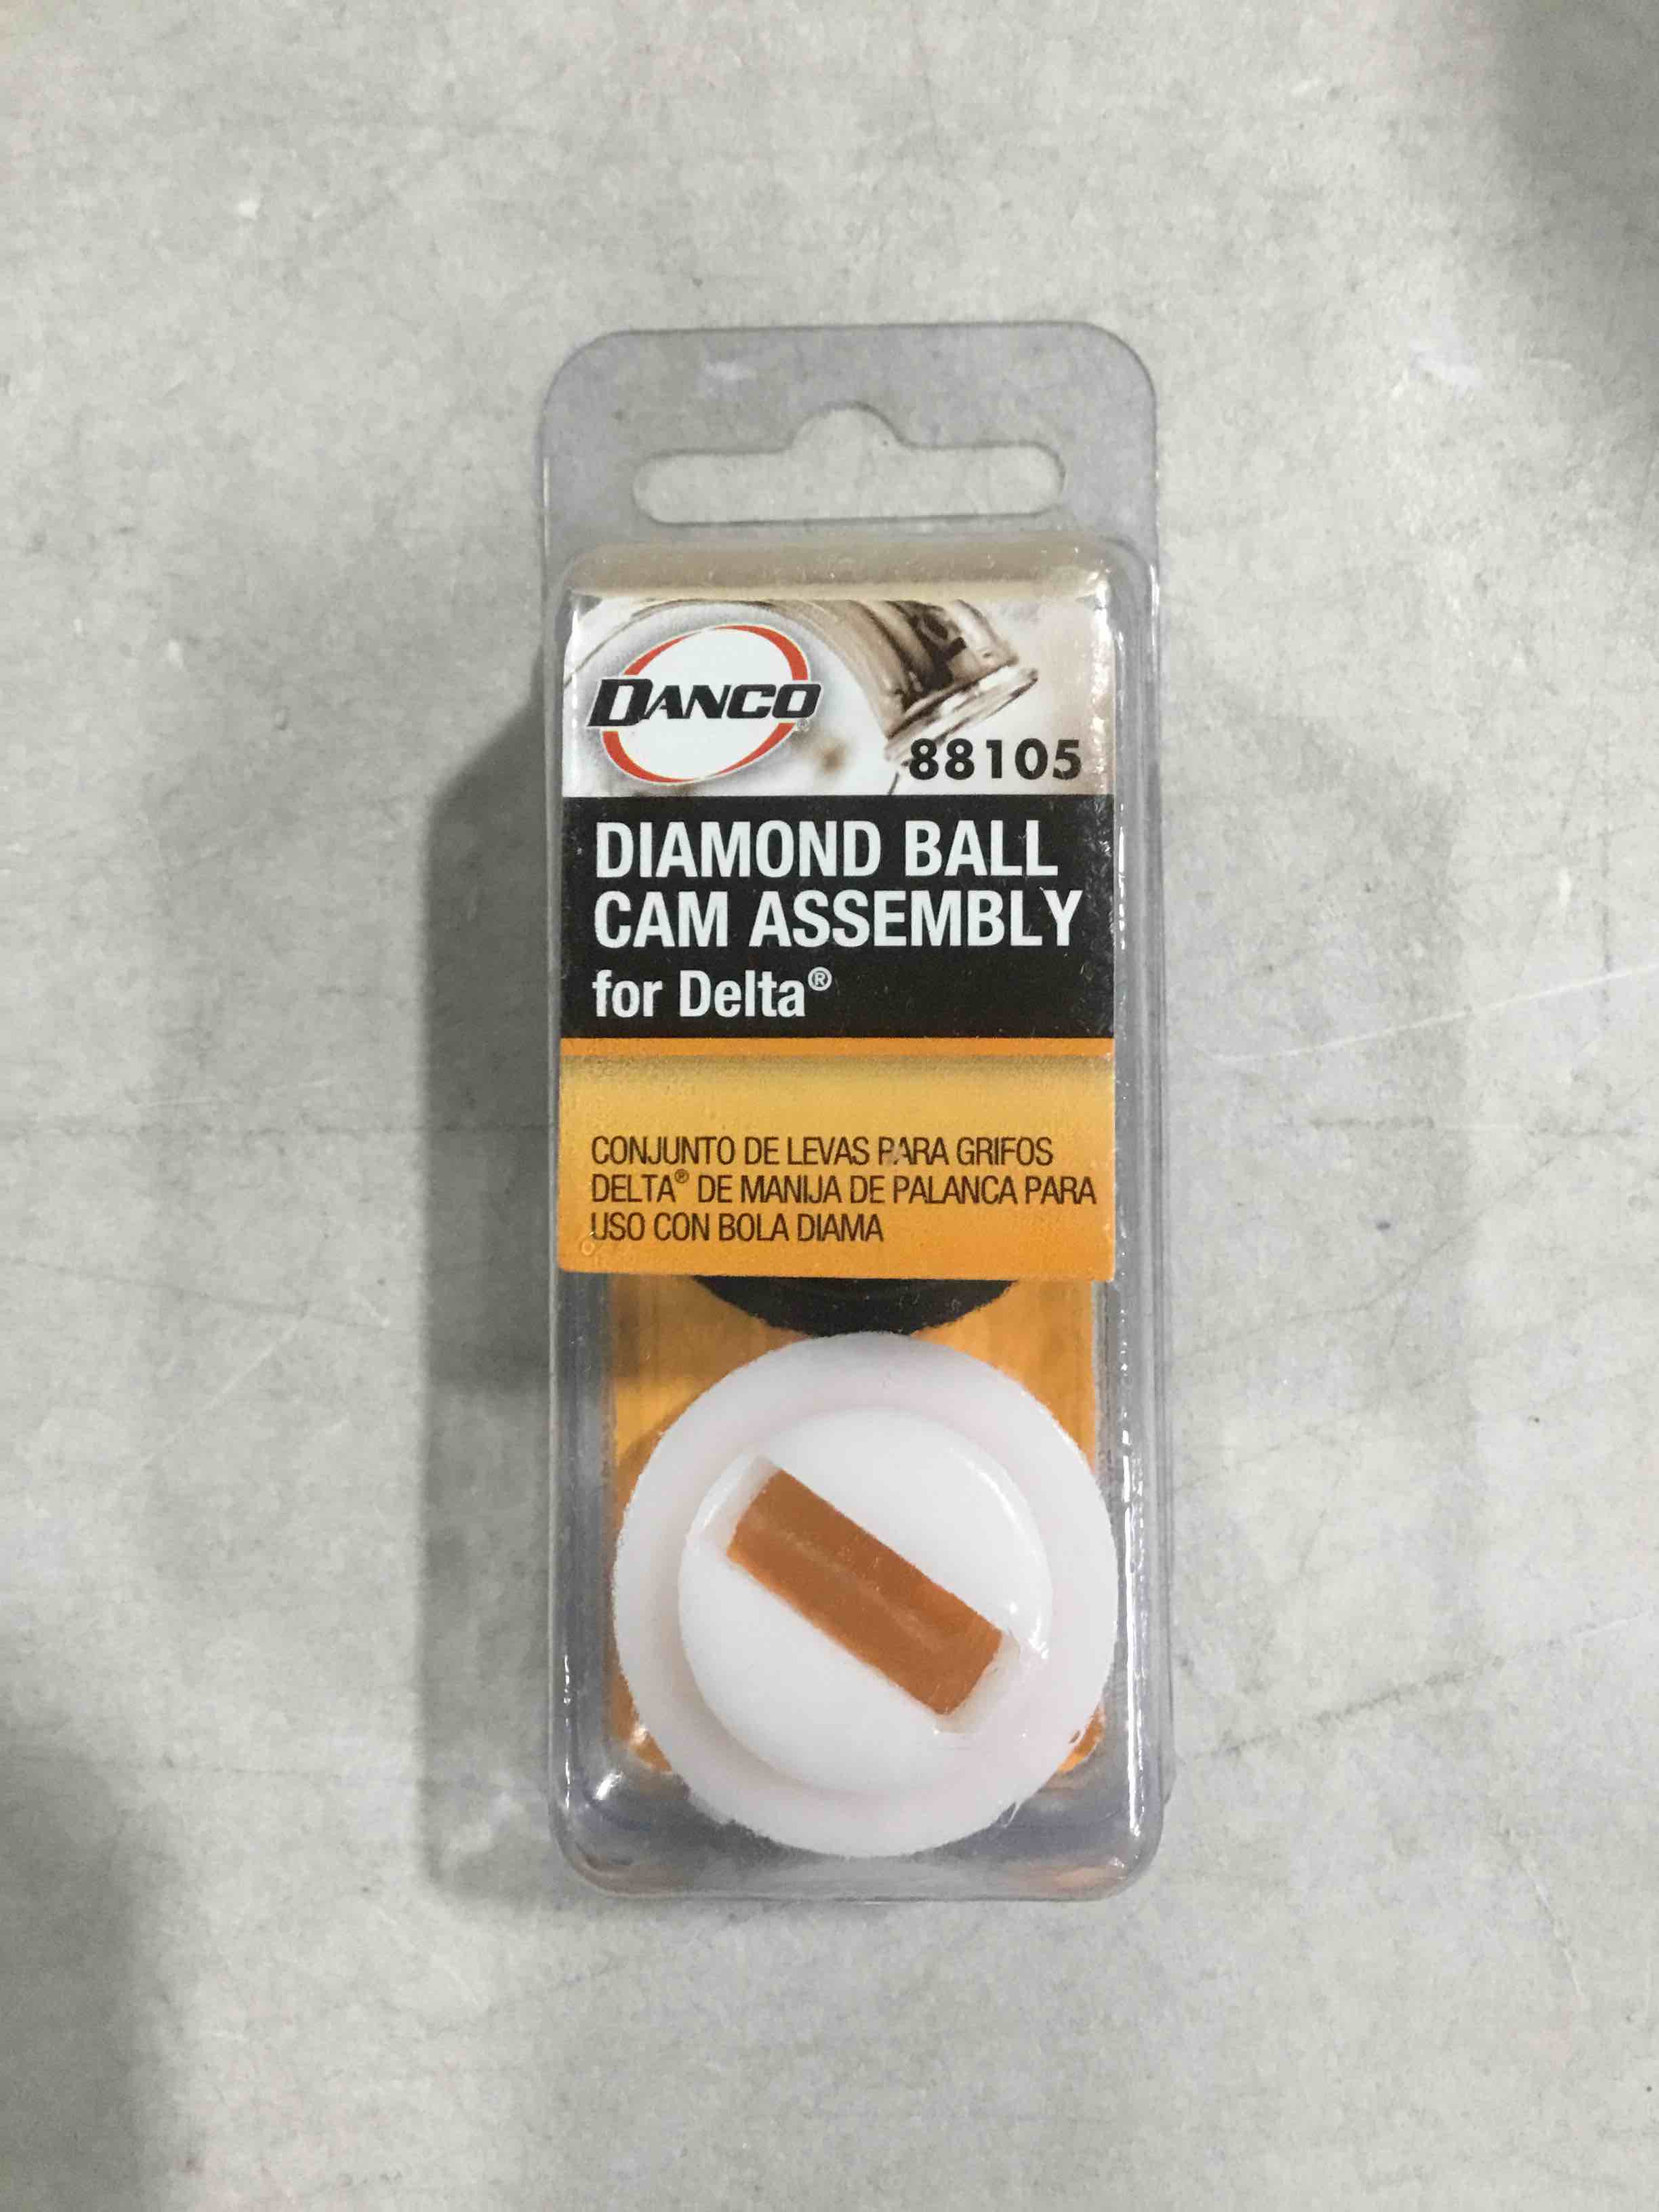 DANCO®
88105
DIAMOND BALL
CAM ASSEMBLY
for Delta®
CONJUNTO DE LEVAS PARA GRIFOS
DELTA® DE MANIJA DE PALANCA PARA
USO CON BOLA DIAMA